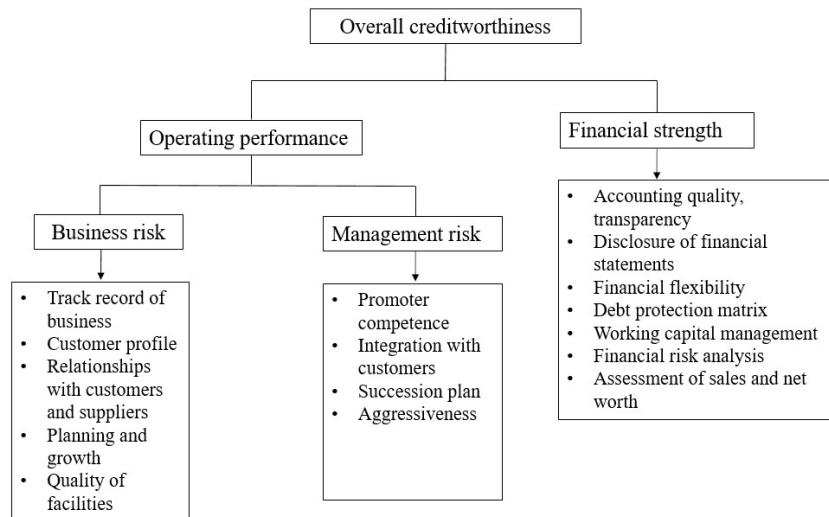 Overall creditworthiness
Operating performance
Financial strength
Business risk
Management risk
• Track record of
business
• Customer profile
• Relationships
with customers
and suppliers
• Planning and
growth
• Quality of
facilities
• Promoter
competence
• Integration with
customers
• Succession plan
• Aggressiveness
• Accounting quality,
transparency
• Disclosure of financial
statements
• Financial flexibility
• Debt protection matrix
• Working capital management
• Financial risk analysis
• Assessment of sales and net
worth